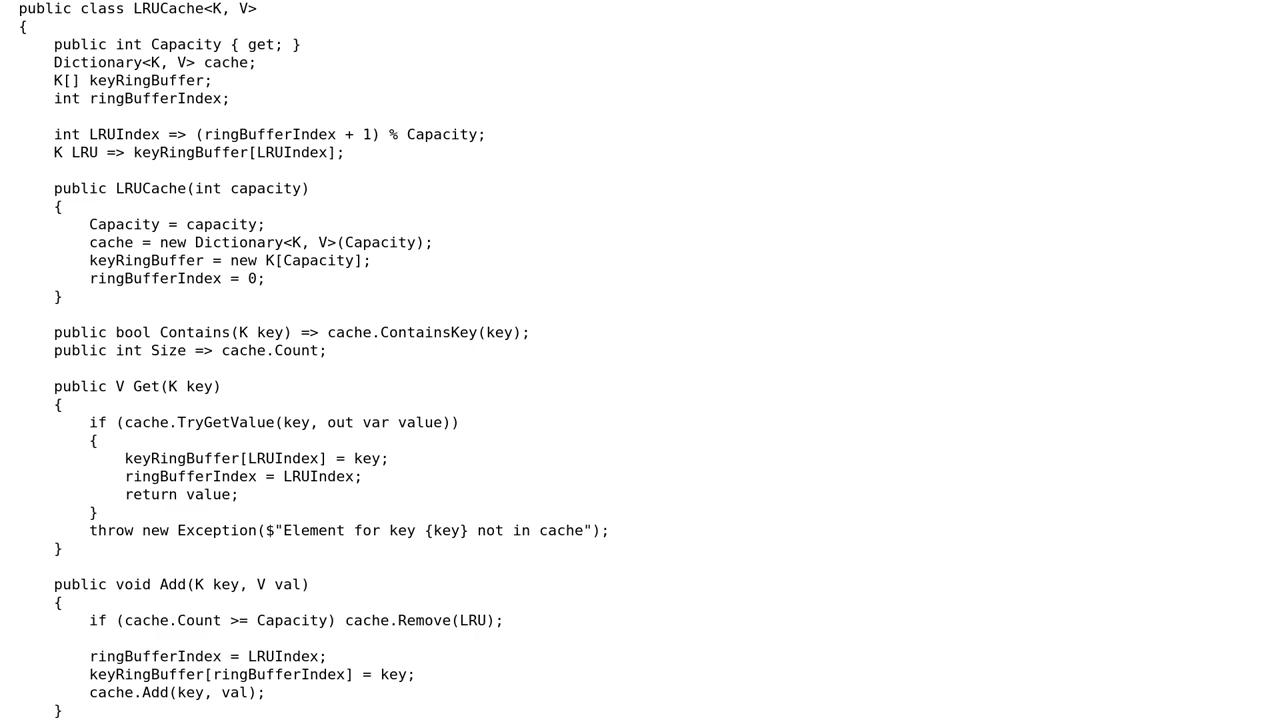 public class LRUCache<K, V>
{
    public int Capacity { get; }
    Dictionary<K, V> cache;
    K[] keyRingBuffer;
    int ringBufferIndex;

    int LRUIndex => (ringBufferIndex + 1) % Capacity;
    K LRU => keyRingBuffer[LRUIndex];

    public LRUCache(int capacity)
    {
        Capacity = capacity;
        cache = new Dictionary<K, V>(Capacity);
        keyRingBuffer = new K[Capacity];
        ringBufferIndex = 0;
    }

    public bool Contains(K key) => cache.ContainsKey(key);
    public int Size => cache.Count;

    public V Get(K key)
    {
        if (cache.TryGetValue(key, out var value))
        {
            keyRingBuffer[LRUIndex] = key;
            ringBufferIndex = LRUIndex;
            return value;
        }
        throw new Exception($"Element for key {key} not in cache");
    }

    public void Add(K key, V val)
    {
        if (cache.Count >= Capacity) cache.Remove(LRU);

        ringBufferIndex = LRUIndex;
        keyRingBuffer[ringBufferIndex] = key;
        cache.Add(key, val);
    }